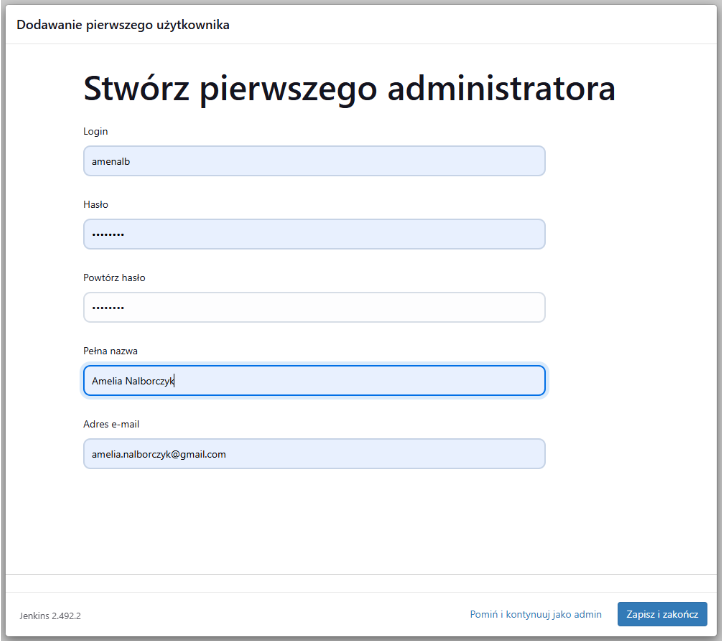 Dodawanie pierwszego użytkownika
Stwórz pierwszego administratora
Login
amenalb
Hasło
••••••••
Powtórz hasło
••••••••
Pełna nazwa
Amelia Nalborczyk
Adres e-mail
amelia.nalborczyk@gmail.com
Jenkins 2.492.2
Pomiń i kontynuuj jako admin
Zapisz i zakończ